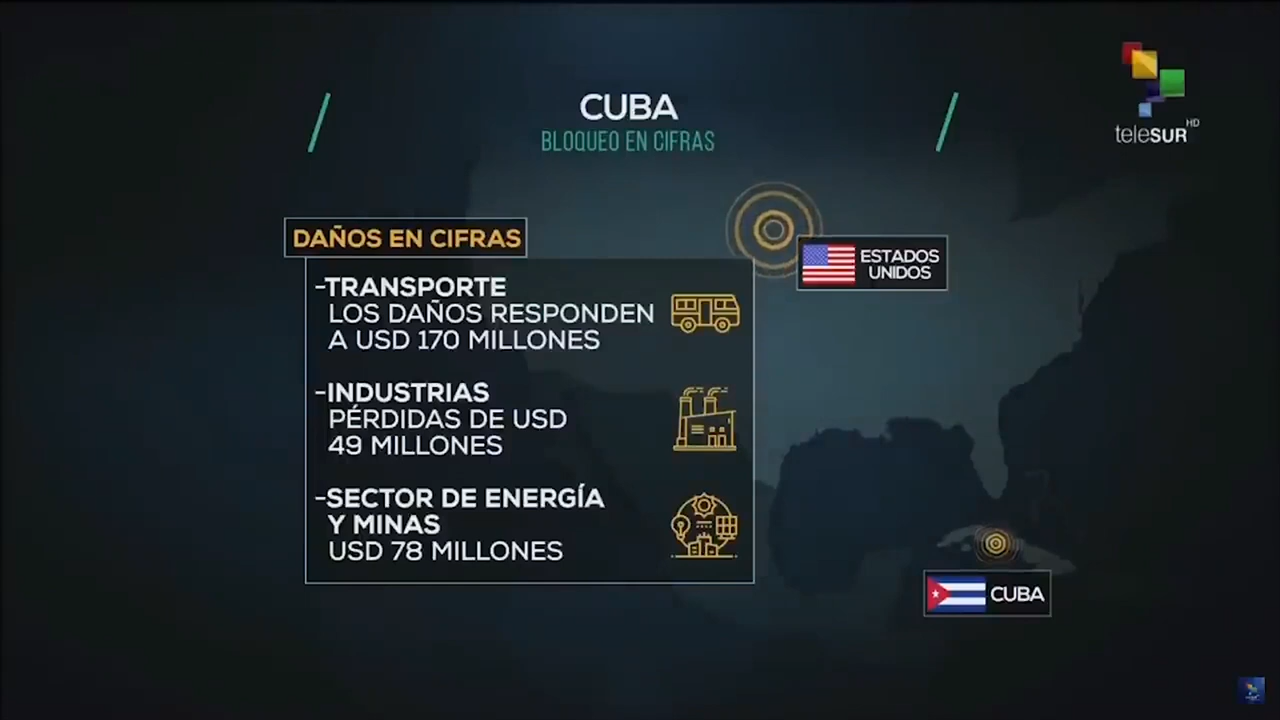 CUBA
BLOQUEO EN CIFRAS
teleSUR HD
DAÑOS EN CIFRAS
ESTADOS
UNIDOS
-TRANSPORTE
LOS DAÑOS RESPONDEN
A USD 170 MILLONES
-INDUSTRIAS
PÉRDIDAS DE USD
49 MILLONES
-SECTOR DE ENERGÍA
Y MINAS
USD 78 MILLONES
CUBA